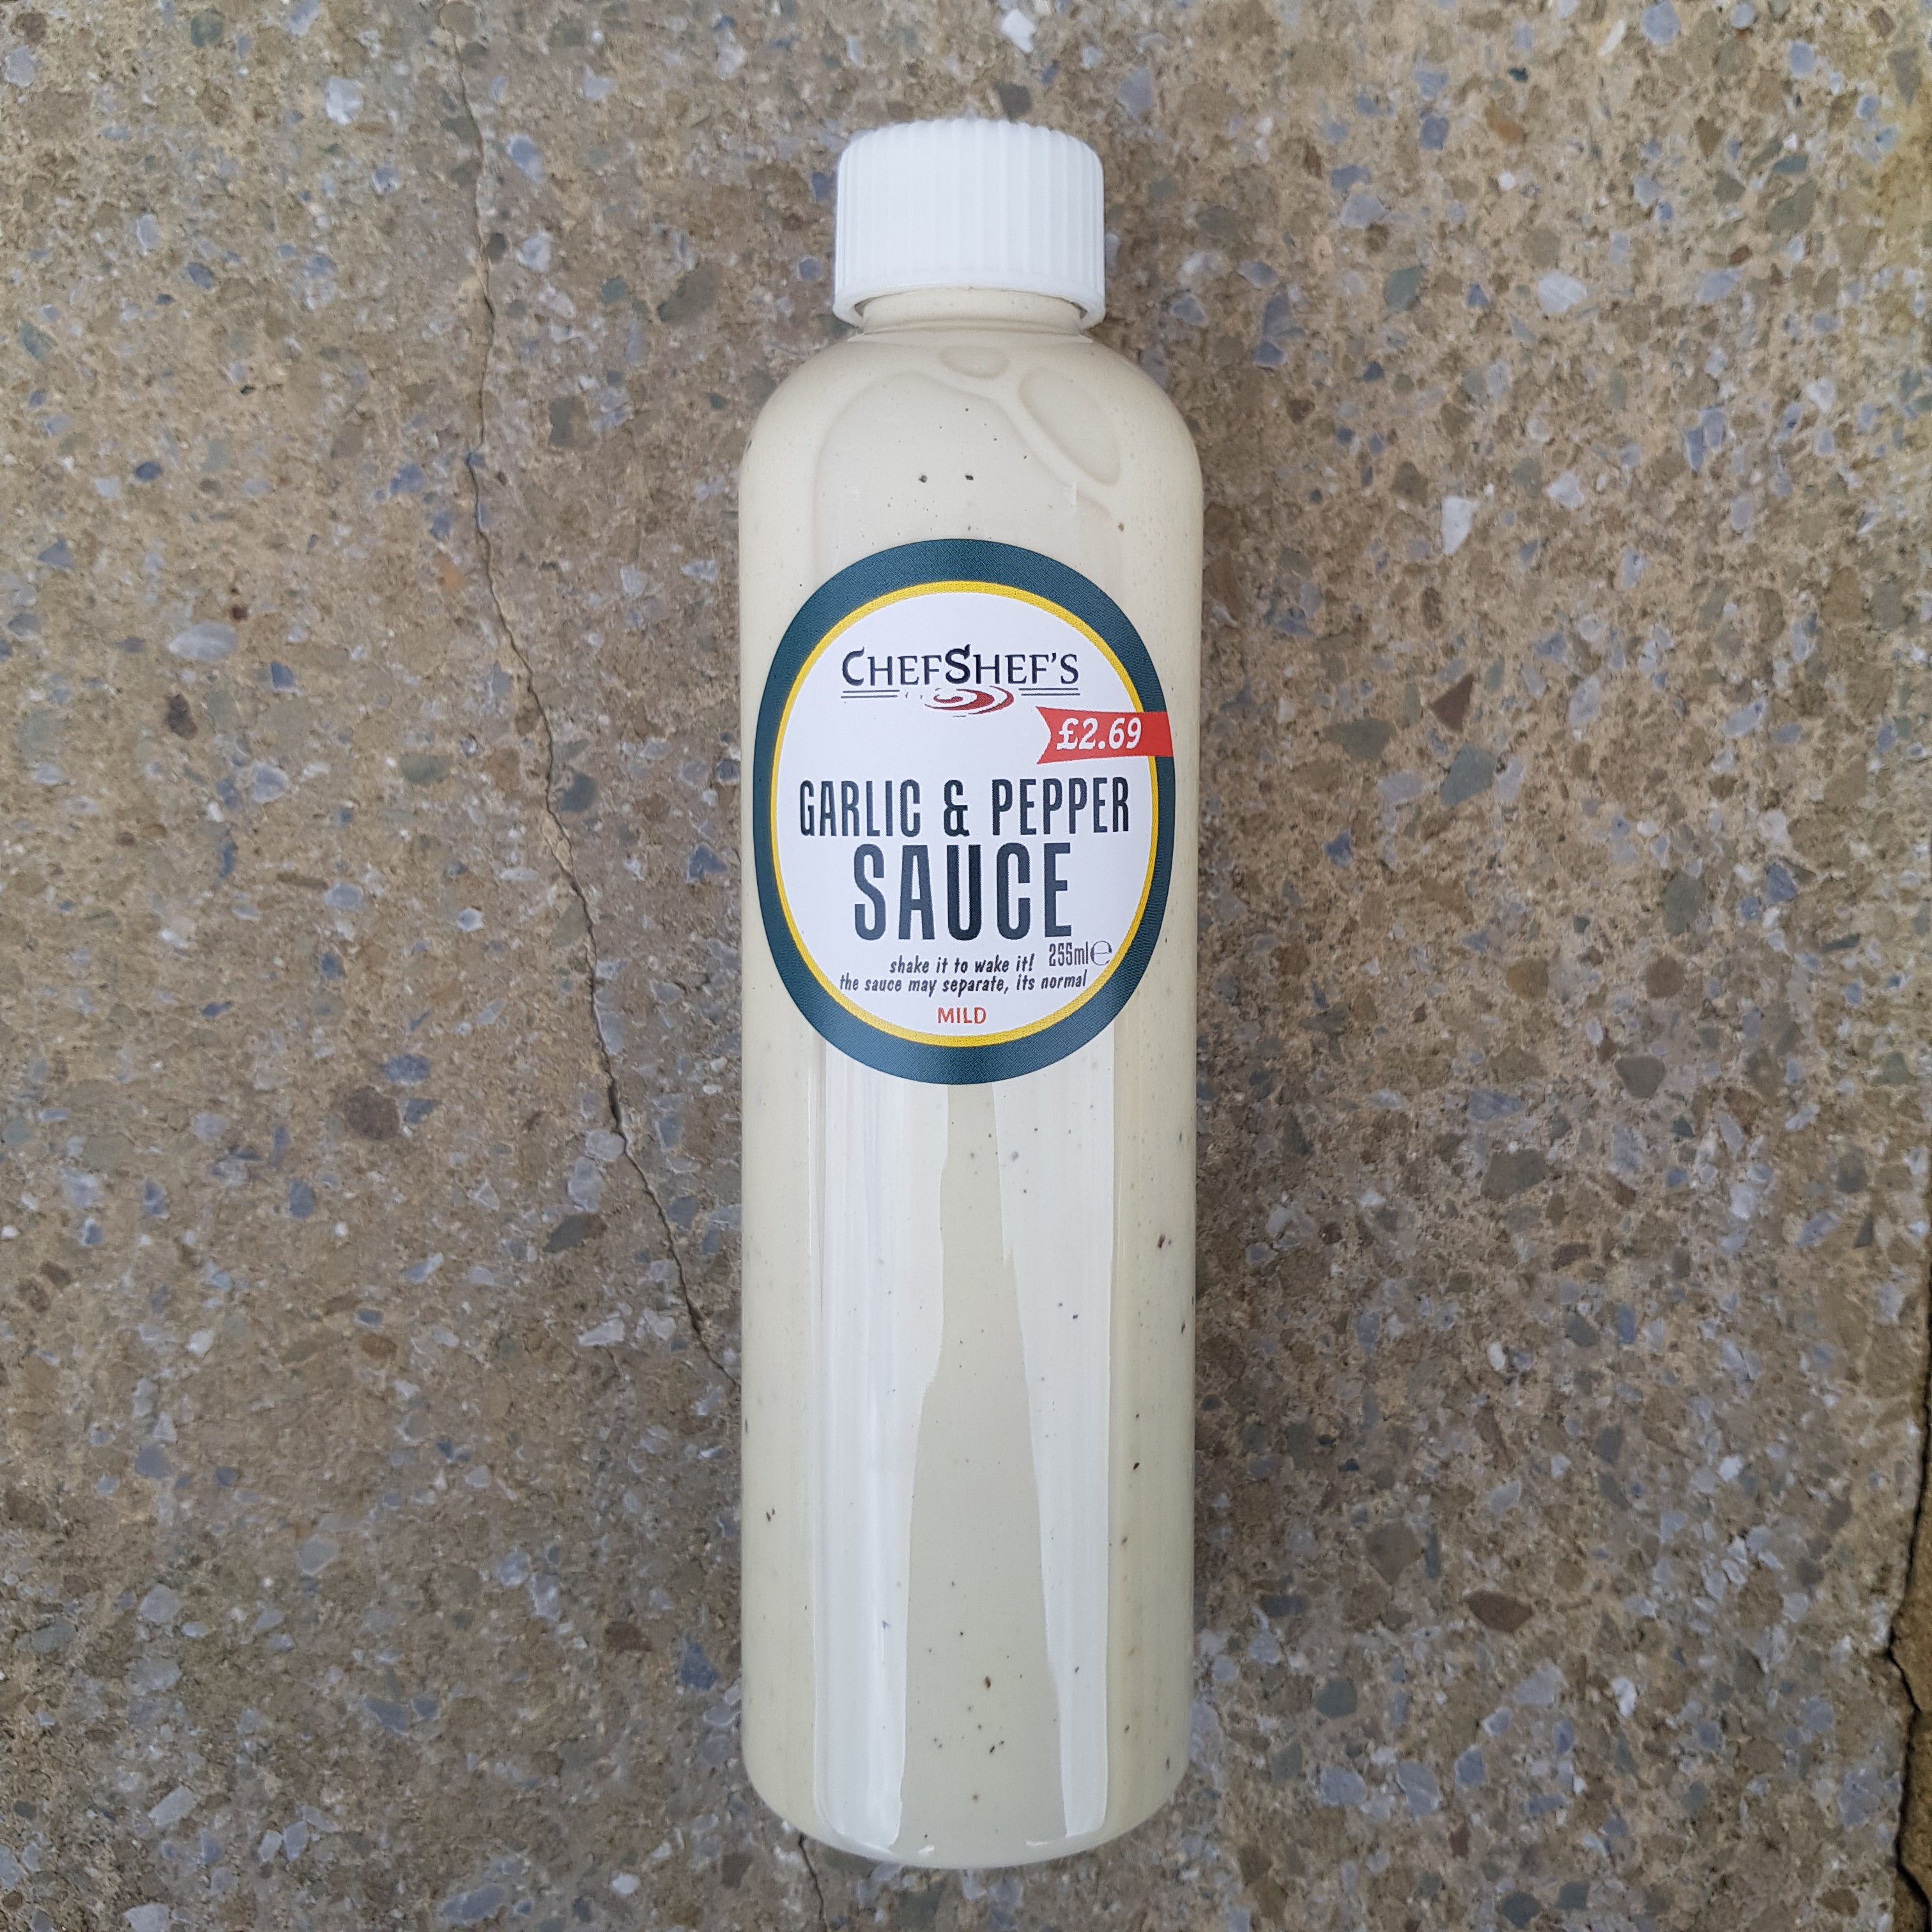 CHEFSHEF'S
£2.69
GARLIC & PEPPER
SAUCE
255ml℮
shake it to wake it!
the sauce may separate, its normal
MILD